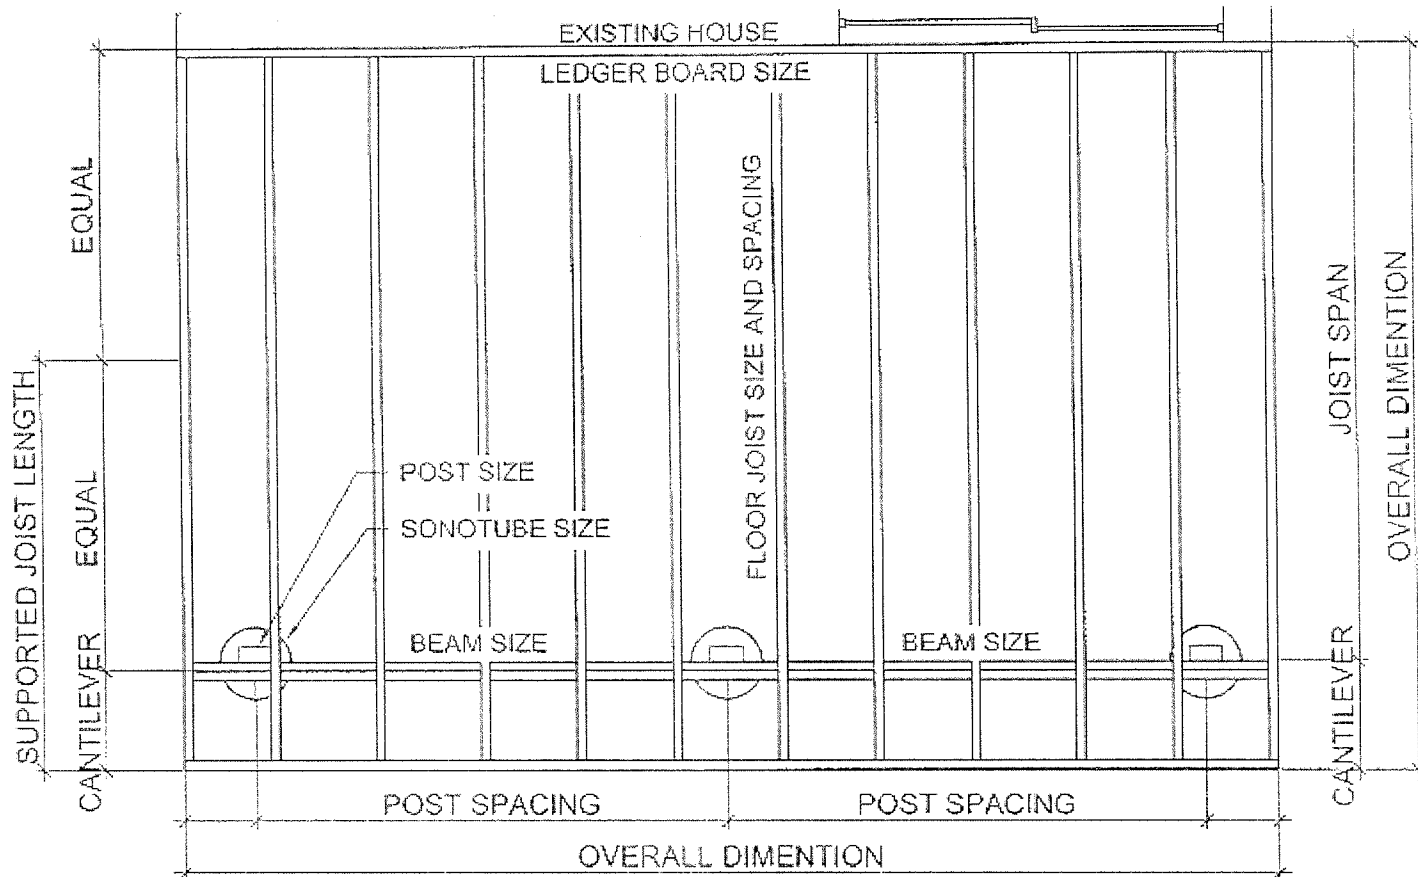 EXISTING HOUSE
LEDGER BOARD SIZE
EQUAL
FLOOR JOIST SIZE AND SPACING
JOIST SPAN
OVERALL DIMENTION
SUPPORTED JOIST LENGTH
EQUAL
POST SIZE
SONOTUBE SIZE
BEAM SIZE
BEAM SIZE
CANTILEVER
CANTILEVER
POST SPACING
POST SPACING
OVERALL DIMENTION